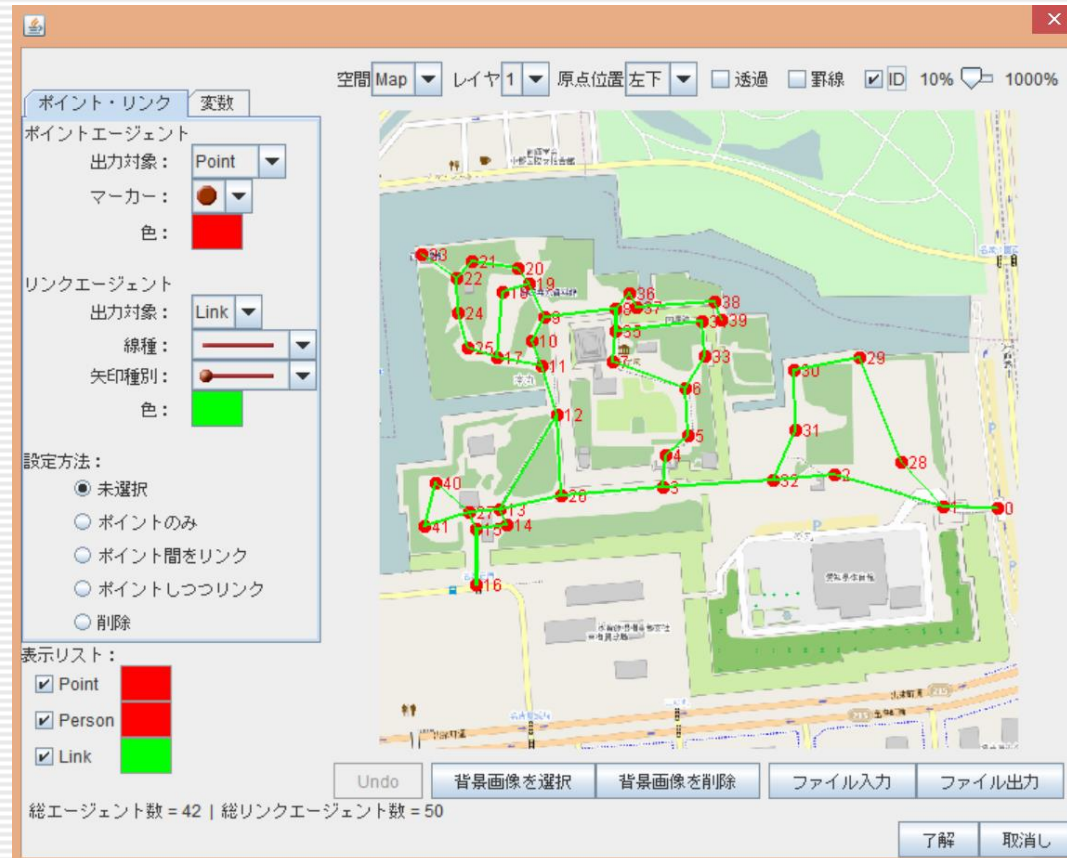 空間 Map レイヤ 1 原点位置 左下 透過 罫線 ID 10% 1000%
ポイント・リンク 変数
ポイントエージェント
出力対象： Point
マーカー：
色：
リンクエージェント
出力対象： Link
線種：
矢印種別：
色：
設定方法：
未選択
ポイントのみ
ポイント間をリンク
ポイントしつつリンク
削除
表示リスト：
Point
Person
Link
21
20
22
19
36
38
24
8
37
39
9
35
10
25
17
7
33
29
11
30
6
12
5
31
4
28
40
32
2
3
13
27
1
0
41
15
14
16
P
P
P
愛知県体育館
215
215
Undo 背景画像を選択 背景画像を削除 ファイル入力 ファイル出力
総エージェント数 = 42 | 総リンクエージェント数 = 50
了解 取消し